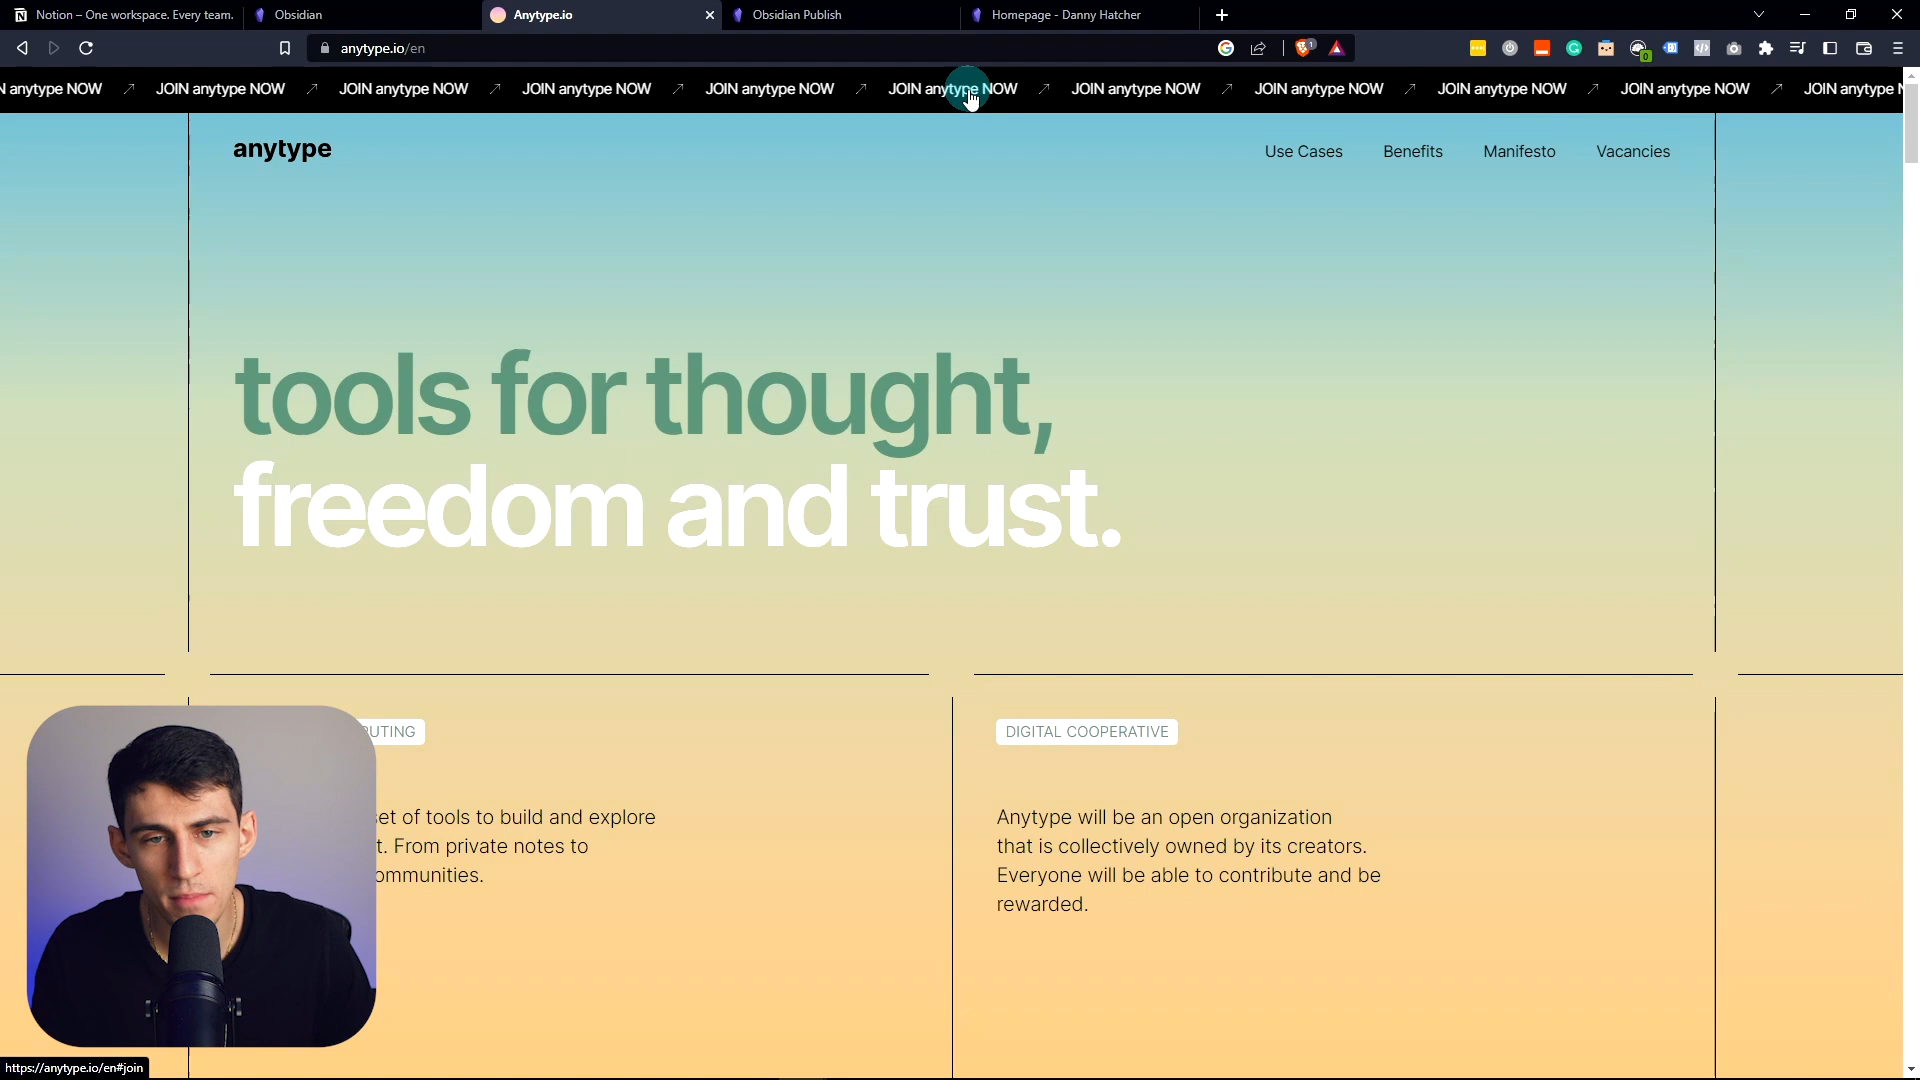 Notion – One workspace. Every team.
Obsidian
Anytype.io
Obsidian Publish
Homepage - Danny Hatcher
anytype.io/en
1
0
N anytype NOW JOIN anytype NOW JOIN anytype NOW JOIN anytype NOW JOIN anytype NOW JOIN anytype NOW JOIN anytype NOW JOIN anytype NOW JOIN anytype NOW JOIN anytype NOW JOIN anytype N
anytype
Use Cases
Benefits
Manifesto
Vacancies
tools for thought,
freedom and trust.
PUTING
set of tools to build and explore
t. From private notes to
ommunities.
DIGITAL COOPERATIVE
Anytype will be an open organization
that is collectively owned by its creators.
Everyone will be able to contribute and be
rewarded.
https://anytype.io/en#join